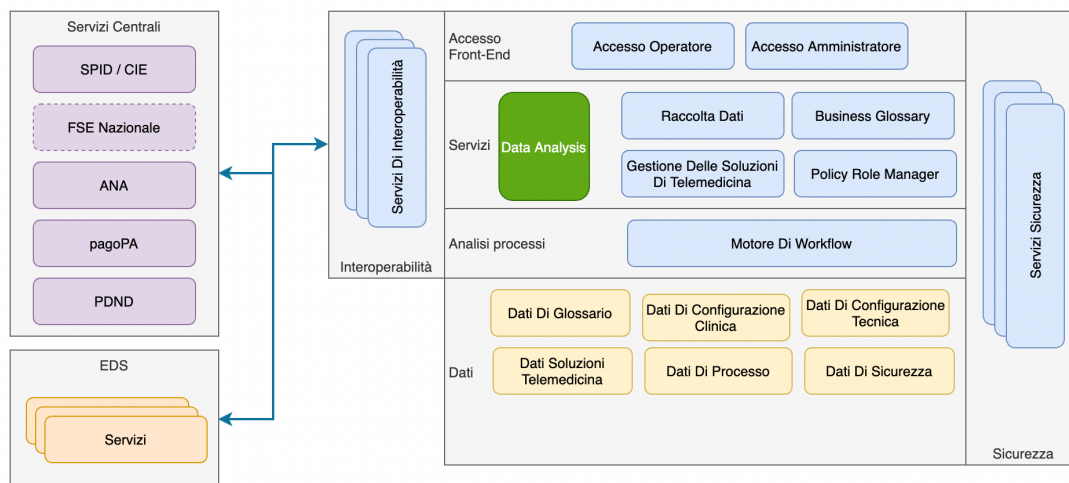 Servizi Centrali
SPID / CIE
FSE Nazionale
ANA
pagoPA
PDND
EDS
Servizi
Servizi Di Interoperabilità
Interoperabilità
Accesso
Front-End
Accesso Operatore
Accesso Amministratore
Servizi
Data Analysis
Raccolta Dati
Business Glossary
Gestione Delle Soluzioni
Di Telemedicina
Policy Role Manager
Analisi processi
Motore Di Workflow
Dati
Dati Di Glossario
Dati Di Configurazione
Clinica
Dati Di Configurazione
Tecnica
Dati Soluzioni
Telemedicina
Dati Di Processo
Dati Di Sicurezza
Servizi Sicurezza
Sicurezza